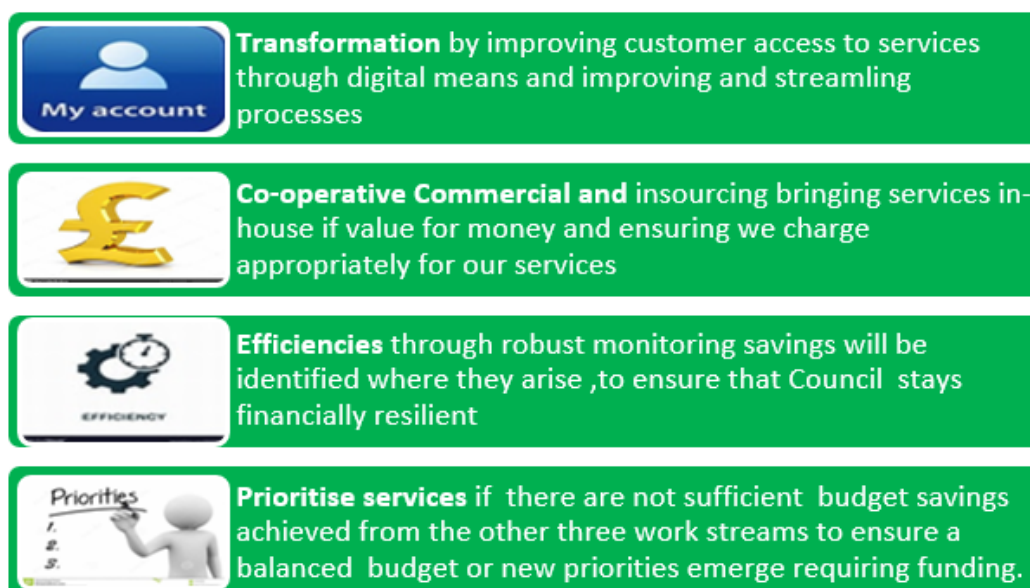 My account
Transformation by improving customer access to services
through digital means and improving and streamling
processes
Co-operative Commercial and insourcing bringing services in-
house if value for money and ensuring we charge
appropriately for our services
EFFICIENCY
Efficiencies through robust monitoring savings will be
identified where they arise ,to ensure that Council  stays
financially resilient
Priorities
1.
2.
3.
Prioritise services if  there are not sufficient  budget savings
achieved from the other three work streams to ensure a
balanced  budget or new priorities emerge requiring funding.